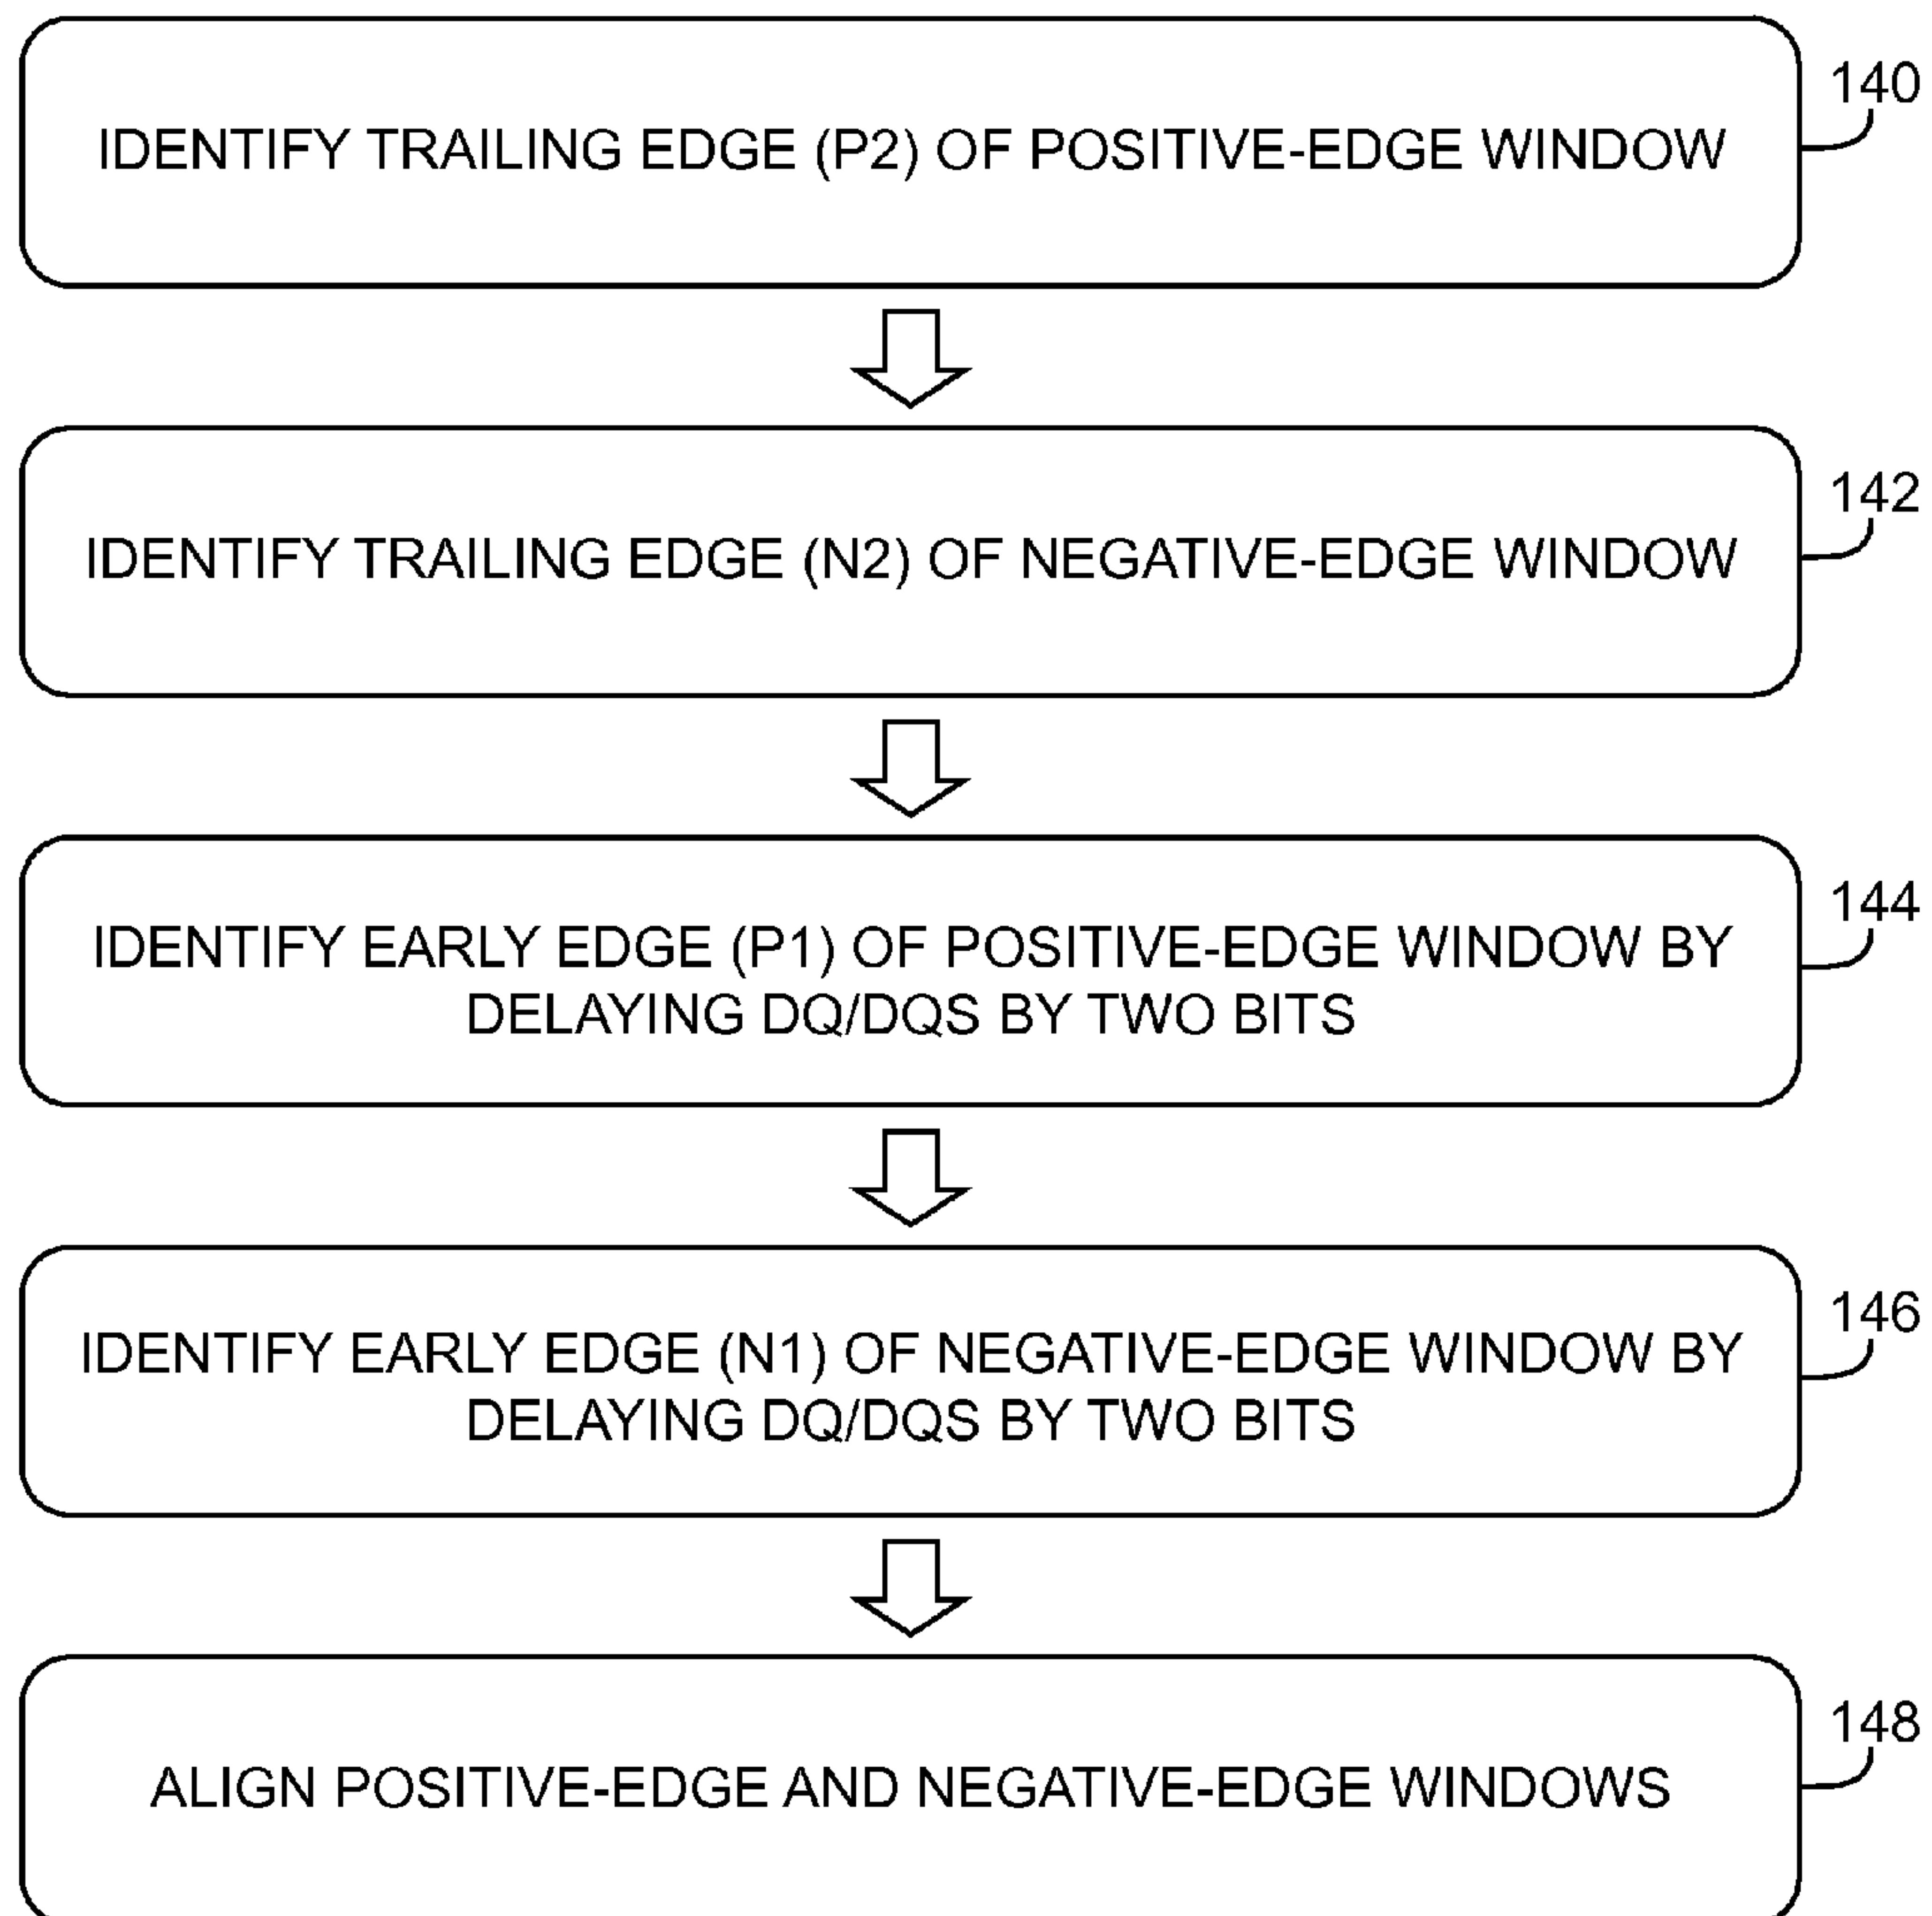 140
IDENTIFY TRAILING EDGE (P2) OF POSITIVE-EDGE WINDOW
142
IDENTIFY TRAILING EDGE (N2) OF NEGATIVE-EDGE WINDOW
144
IDENTIFY EARLY EDGE (P1) OF POSITIVE-EDGE WINDOW BY
DELAYING DQ/DQS BY TWO BITS
146
IDENTIFY EARLY EDGE (N1) OF NEGATIVE-EDGE WINDOW BY
DELAYING DQ/DQS BY TWO BITS
148
ALIGN POSITIVE-EDGE AND NEGATIVE-EDGE WINDOWS